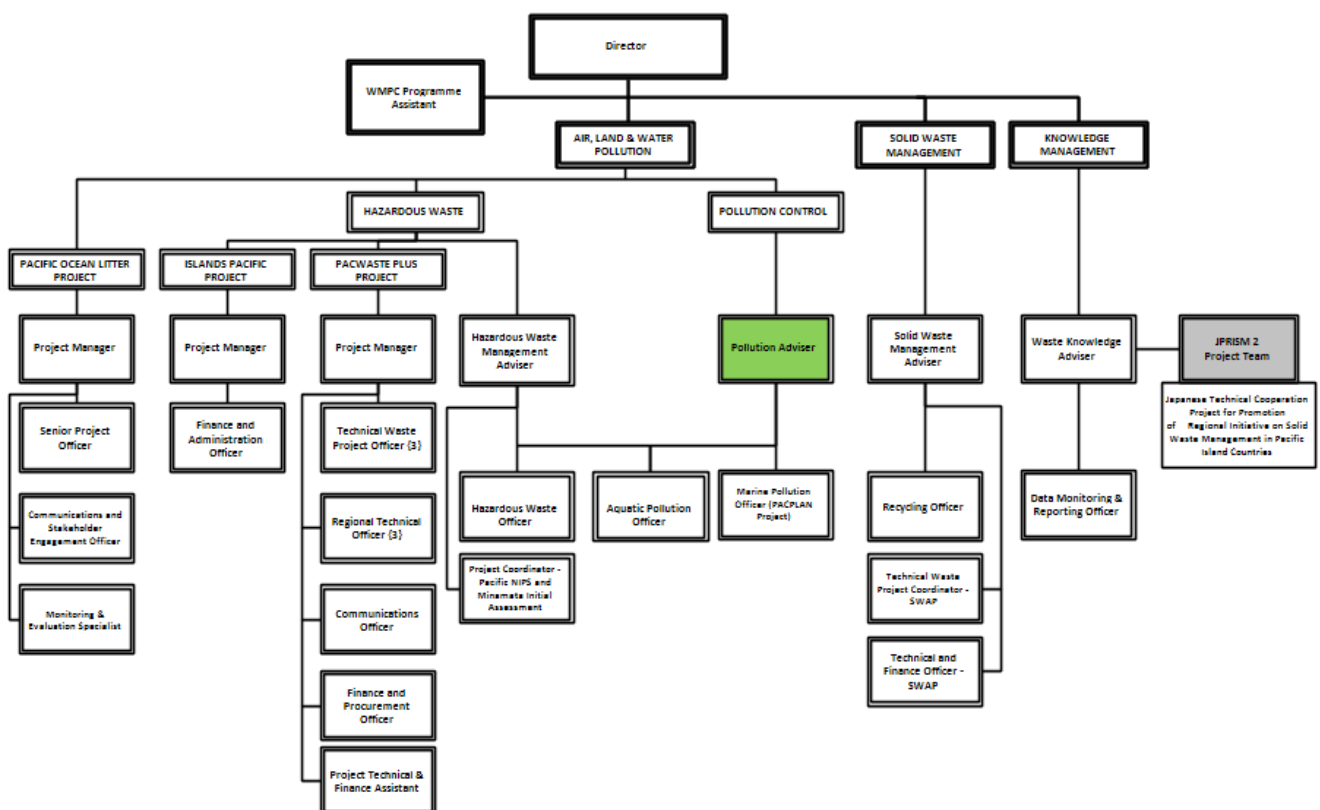 Director
WMPC Programme
Assistant
AIR, LAND & WATER
POLLUTION
SOLID WASTE
MANAGEMENT
KNOWLEDGE
MANAGEMENT
HAZARDOUS WASTE
POLLUTION CONTROL
PACIFIC OCEAN LITTER
PROJECT
ISLANDS PACIFIC
PROJECT
PACWASTE PLUS
PROJECT
Project Manager
Project Manager
Project Manager
Hazardous Waste
Management
Adviser
Pollution Adviser
Solid Waste
Management
Adviser
Waste Knowledge
Adviser
JPRISM 2
Project Team
Japanese Technical Cooperation
Project for Promotion
of Regional Initiative on Solid
Waste Management in Pacific
Island Countries
Senior Project
Officer
Finance and
Administration
Officer
Technical Waste
Project Officer {3}
Communications and
Stakeholder
Engagement Officer
Regional Technical
Officer {3}
Hazardous Waste
Officer
Aquatic Pollution
Officer
Marine Pollution
Officer (PACPLAN
Project)
Recycling Officer
Data Monitoring &
Reporting Officer
Monitoring &
Evaluation Specialist
Communications
Officer
Project Coordinator -
Pacific NIPS and
Minamata Initial
Assessment
Technical Waste
Project Coordinator -
SWAP
Finance and
Procurement
Officer
Technical and
Finance Officer -
SWAP
Project Technical &
Finance Assistant